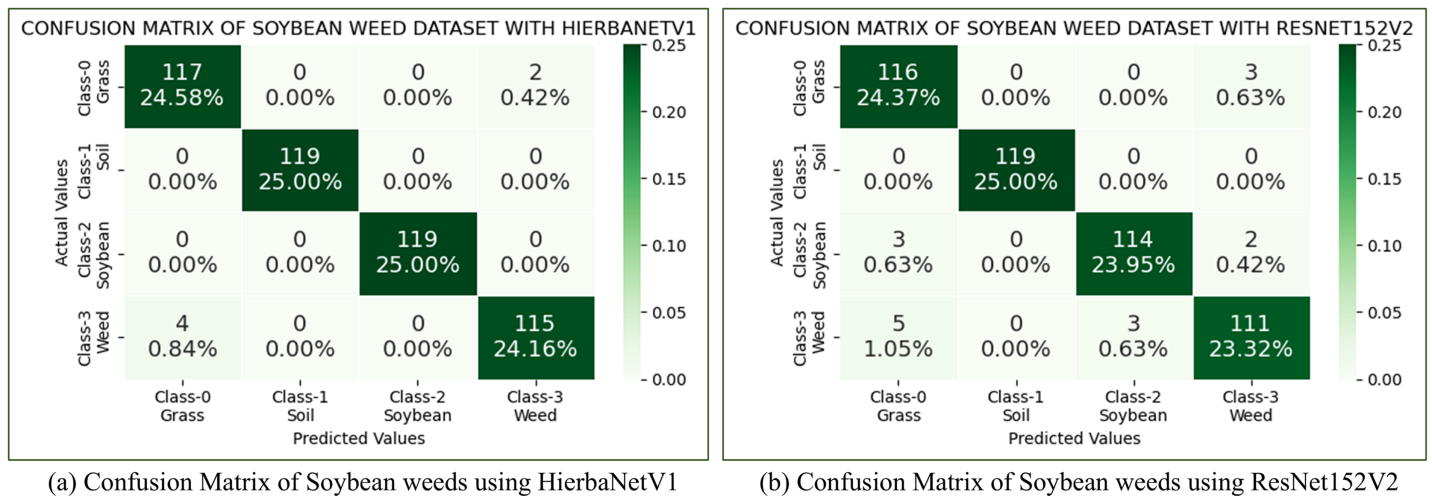 CONFUSION MATRIX OF SOYBEAN WEED DATASET WITH HIERBANETV1
Actual Values
Class-0
Grass
117 0 0 2
24.58% 0.00% 0.00% 0.42%
Class-1
Soil
0 119 0 0
0.00% 25.00% 0.00% 0.00%
Class-2
Soybean
0 0 119 0
0.00% 0.00% 25.00% 0.00%
Class-3
Weed
4 0 0 115
0.84% 0.00% 0.00% 24.16%
Class-0 Class-1 Class-2 Class-3
Grass Soil Soybean Weed
Predicted Values
0.25
0.20
0.15
0.10
0.05
0.00
(a) Confusion Matrix of Soybean weeds using HierbaNetV1
CONFUSION MATRIX OF SOYBEAN WEED DATASET WITH RESNET152V2
Actual Values
Class-0
Grass
116 0 0 3
24.37% 0.00% 0.00% 0.63%
Class-1
Soil
0 119 0 0
0.00% 25.00% 0.00% 0.00%
Class-2
Soybean
3 0 114 2
0.63% 0.00% 23.95% 0.42%
Class-3
Weed
5 0 3 111
1.05% 0.00% 0.63% 23.32%
Class-0 Class-1 Class-2 Class-3
Grass Soil Soybean Weed
Predicted Values
0.25
0.20
0.15
0.10
0.05
0.00
(b) Confusion Matrix of Soybean weeds using ResNet152V2